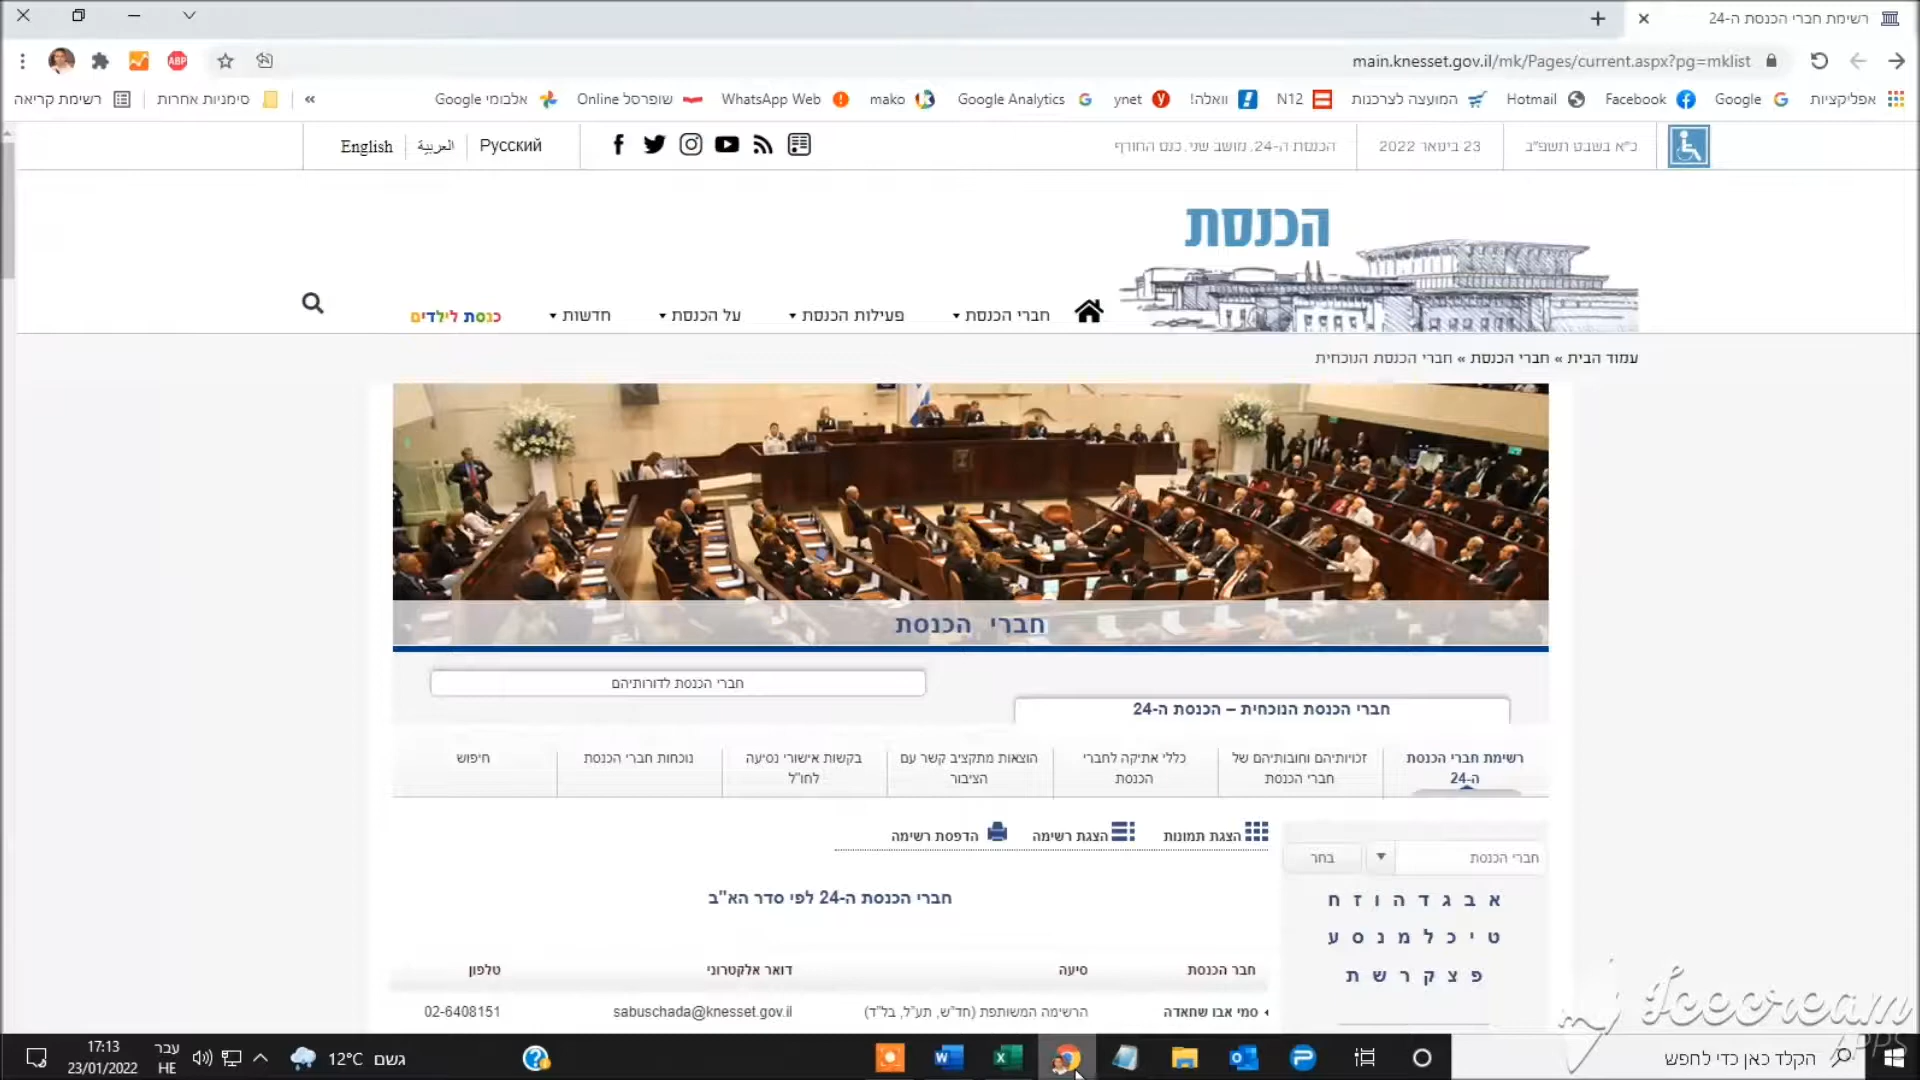 רשימת חברי הכנסת ה-24
main.knesset.gov.il/mk/Pages/current.aspx?pg=mklist
ABP
אפליקציות
Google
Facebook
Hotmail
המועצה לצרכנות
N12
וואלה!
ynet
Google Analytics
mako
WhatsApp Web
שופרסל Online
אלבומי Google
«
סימניות אחרות
רשימת קריאה
כ"א בשבט תשפ"ב
23 בינואר 2022
הכנסת ה-24, מושב שני, כנס החורף
Русский
العربية
English
הכנסת
חברי הכנסת
פעילות הכנסת
על הכנסת
חדשות
כנסת לילדים
עמוד הבית » חברי הכנסת » חברי הכנסת הנוכחית
חברי הכנסת
חברי הכנסת לדורותיהם
חברי הכנסת הנוכחית – הכנסת ה-24
רשימת חברי הכנסת
ה-24
זכויותיהם וחובותיהם של
חברי הכנסת
כללי אתיקה לחברי
הכנסת
הוצאות מתקציב קשר עם
הציבור
בקשות אישורי נסיעה
לחו"ל
נוכחות חברי הכנסת
חיפוש
הצגת תמונות
הצגת רשימה
הדפסת רשימה
חברי הכנסת
בחר
א ב ג ד ה ו ז ח
ט י כ ל מ נ ס ע
פ צ ק ר ש ת
חברי הכנסת ה-24 לפי סדר הא"ב
חבר הכנסת
סיעה
דואר אלקטרוני
טלפון
סמי אבו שחאדה
הרשימה המשותפת (חד"ש, תע"ל, בל"ד)
sabuschada@knesset.gov.il
02-6408151
Icecream
APPS
הקלד כאן כדי לחפש
גשם
12°C
עבר
HE
17:13
23/01/2022